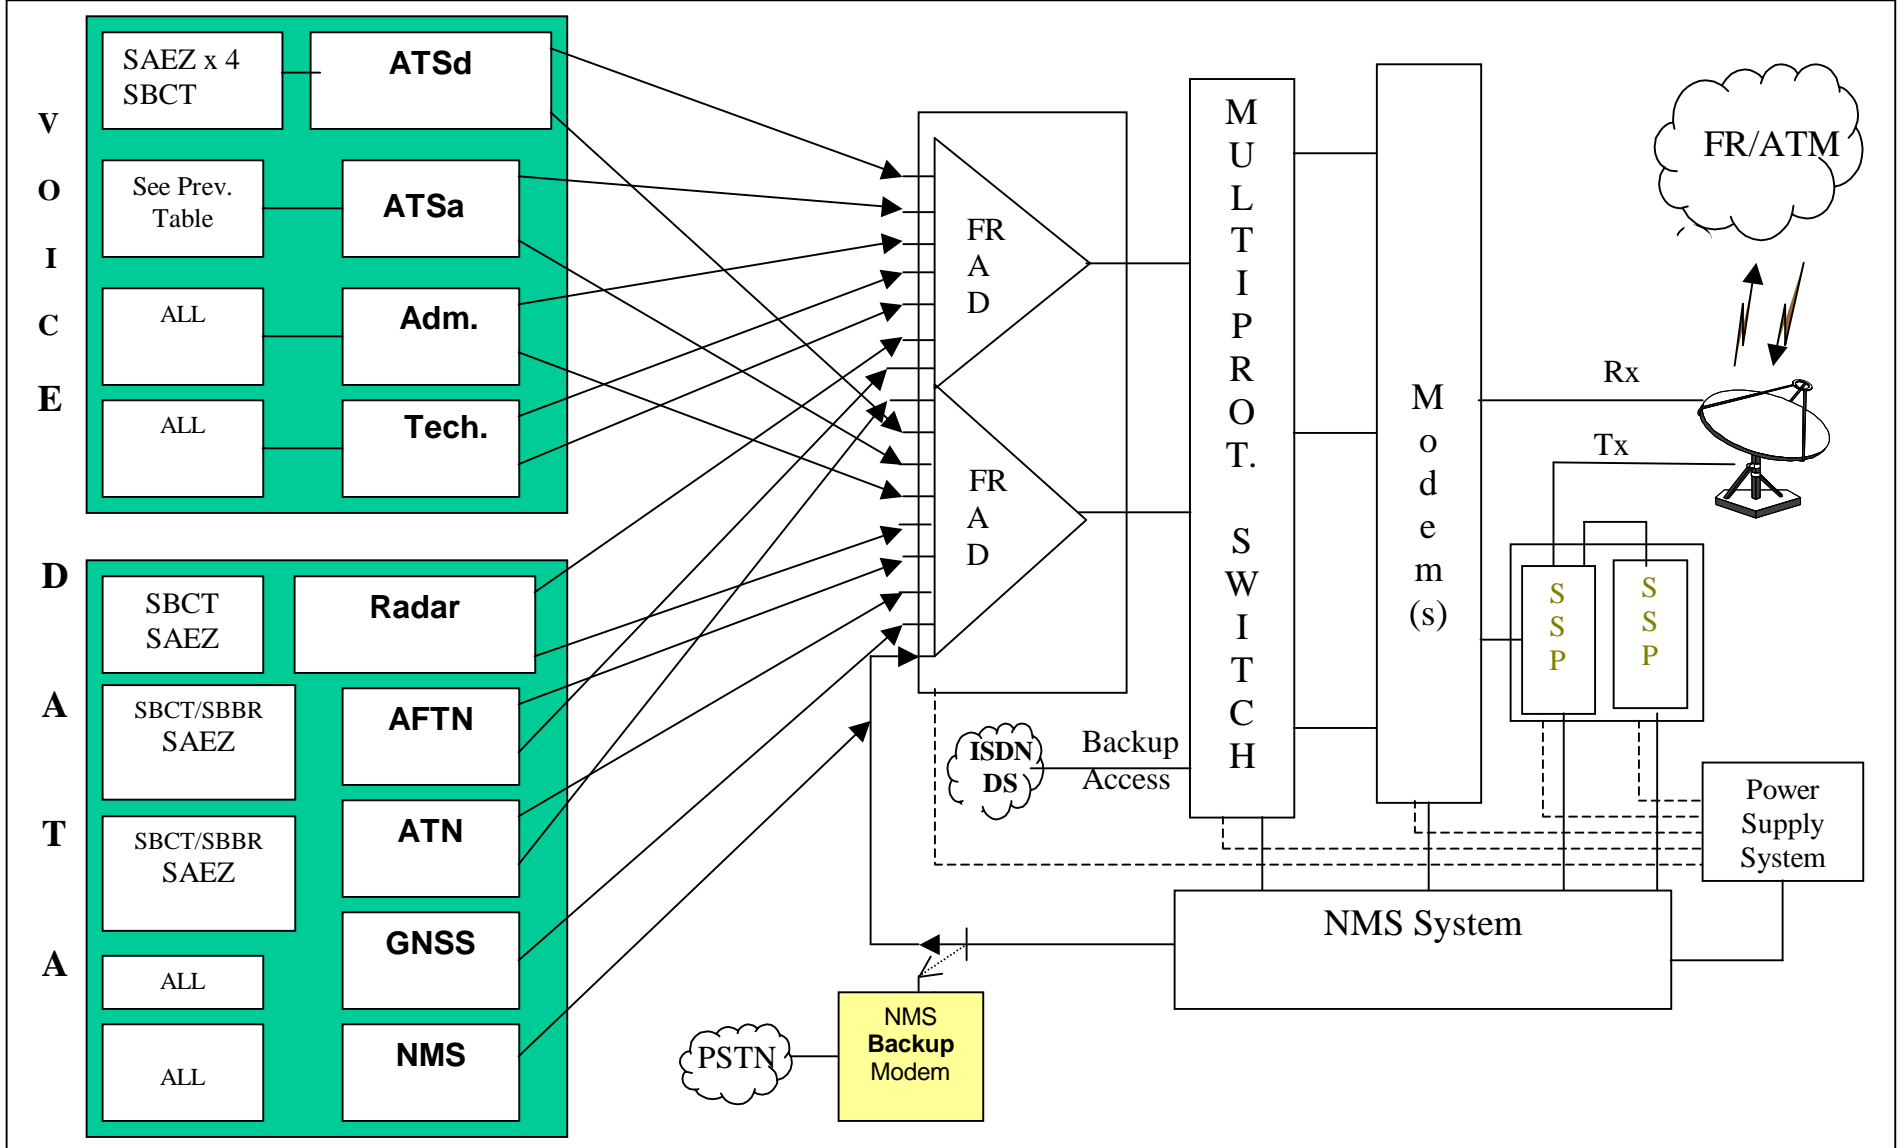 V
O
I
C
E
SAEZ x 4
SBCT
ATSd
See Prev.
Table
ATSa
ALL
Adm.
ALL
Tech.
D
A
T
A
SBCT
SAEZ
Radar
SBCT/SBBR
SAEZ
AFTN
SBCT/SBBR
SAEZ
ATN
GNSS
ALL
NMS
ALL
FR
A
D
FR
A
D
M
U
L
T
I
P
R
O
T.
S
W
I
T
C
H
M
o
d
e
m
(s)
FR/ATM
Rx
Tx
S
S
P
S
S
P
ISDN
DS
Backup
Access
Power
Supply
System
NMS System
NMS
Backup
Modem
PSTN